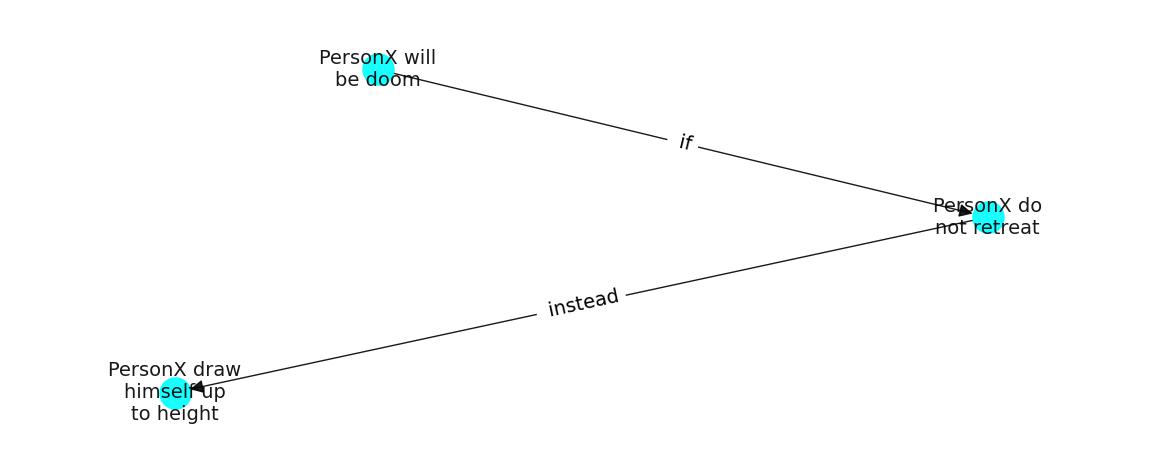 PersonX will
be doom
if
PersonX do
not retreat
instead
PersonX draw
himself up
to height